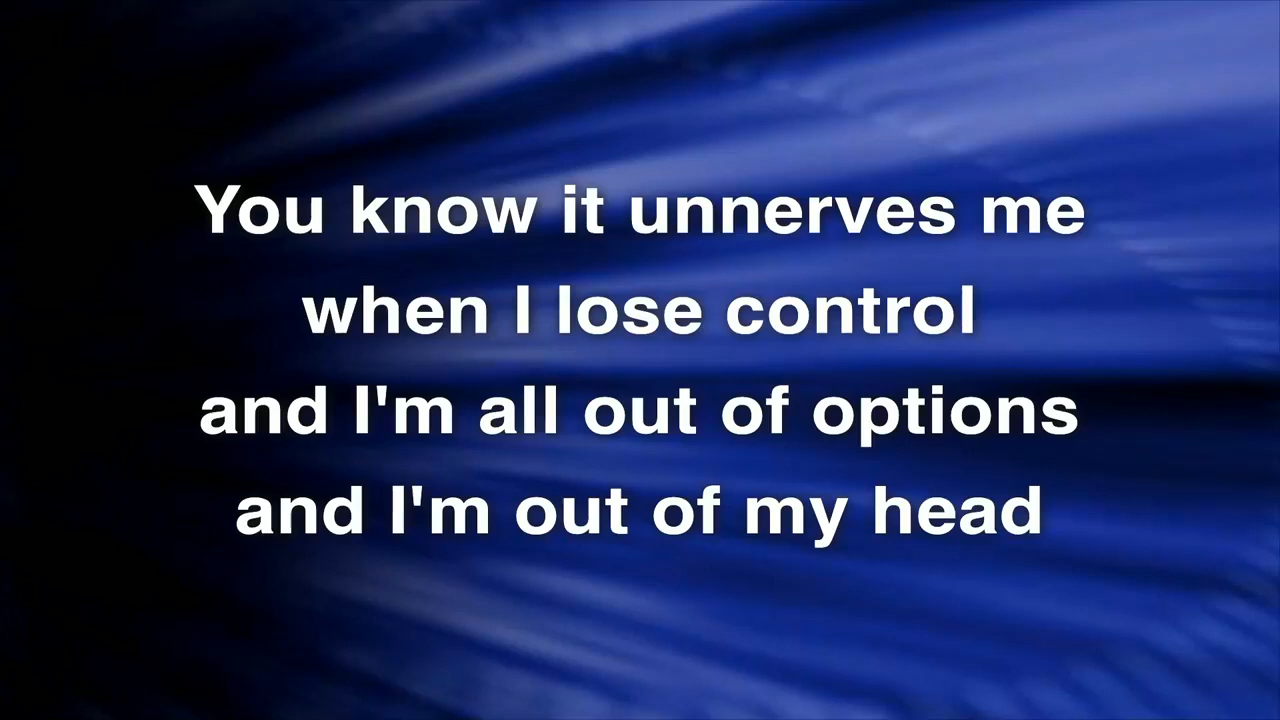 You know it unnerves me
when I lose control
and I'm all out of options
and I'm out of my head